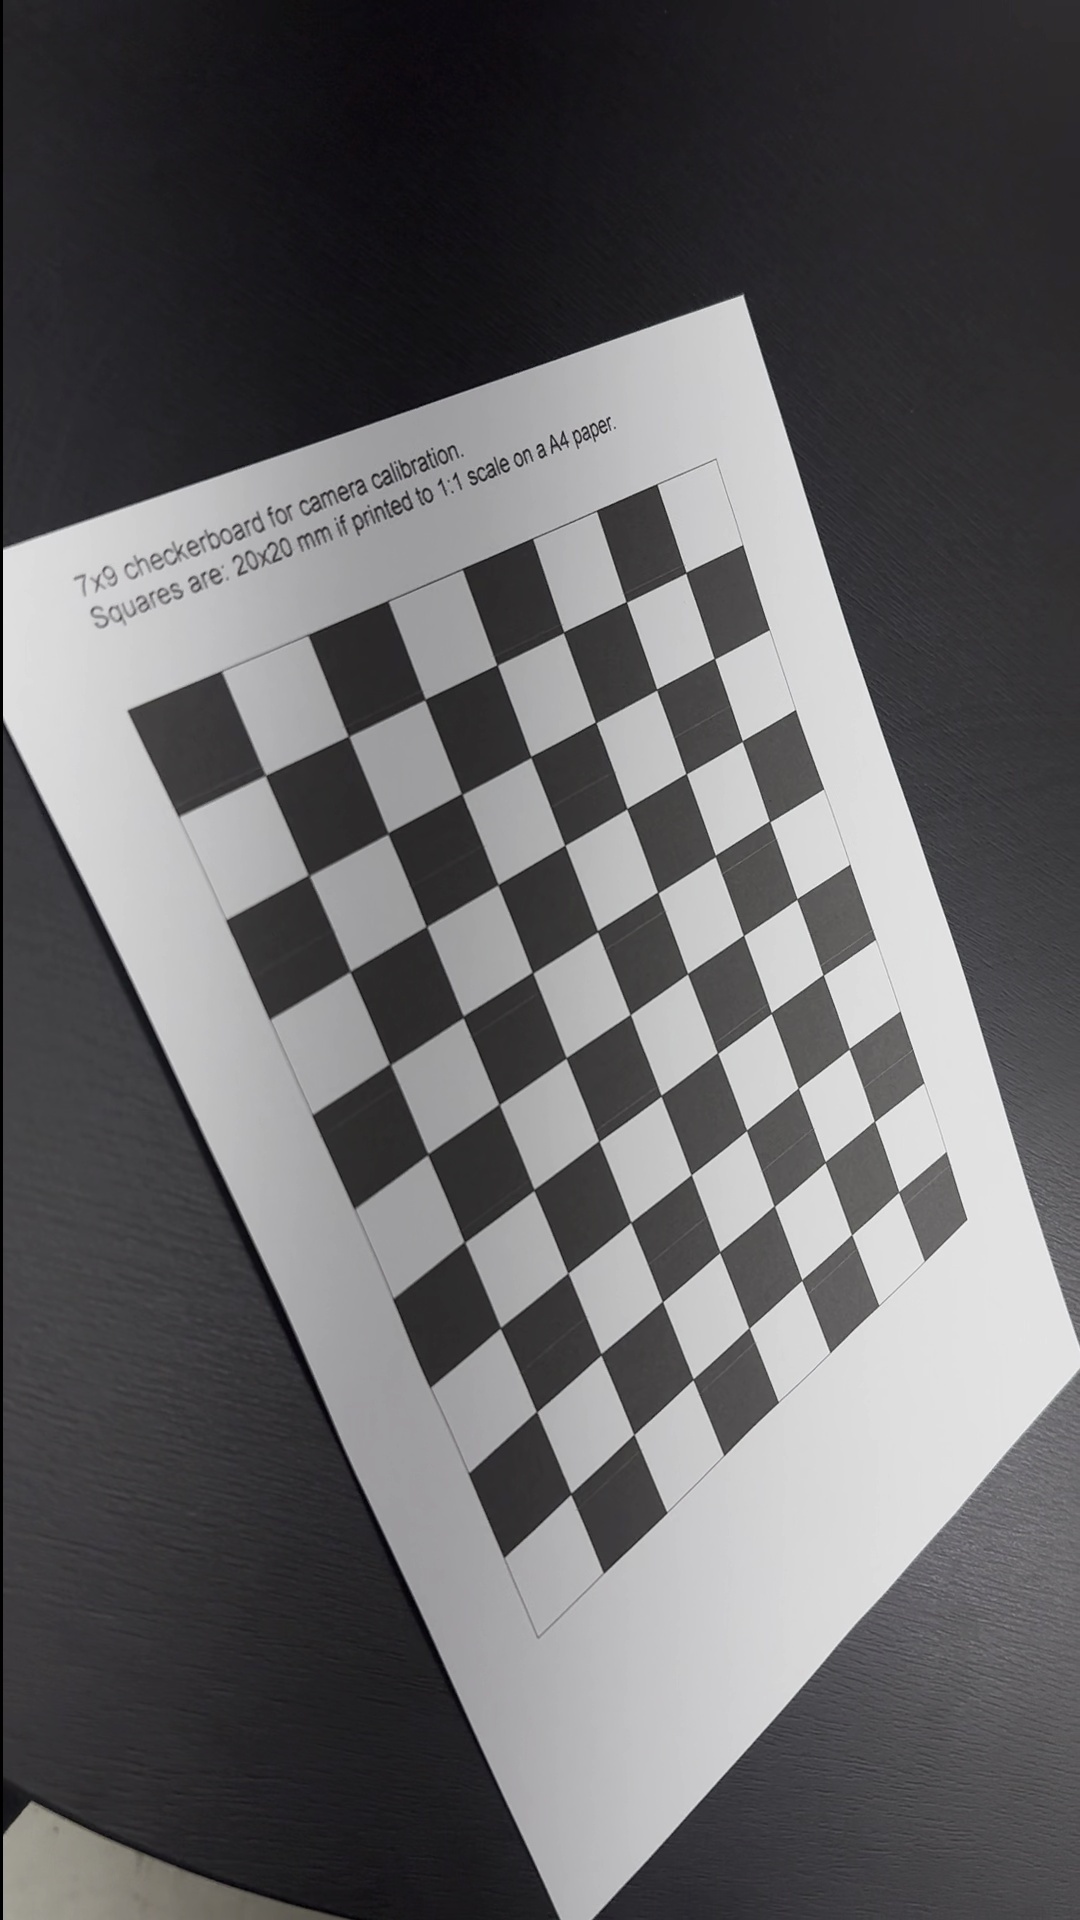 7x9 checkerboard for camera calibration.
Squares are: 20x20 mm if printed to 1:1 scale on a A4 paper.